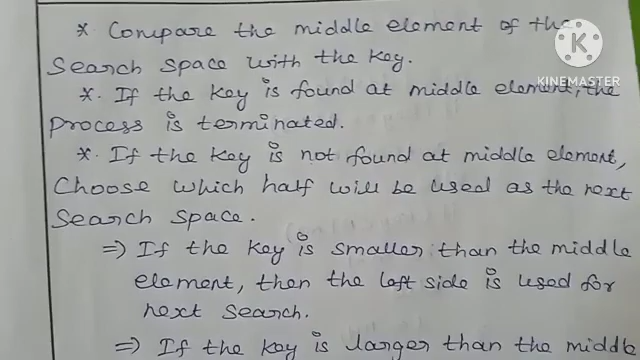 * Compare the middle element of the
Search space with the key.
*. If the key is found at middle element, the
process is terminated.
*. If the key is not found at middle element,
Choose which half will be used as the next
Search space.
=> If the key is smaller than the middle
element, then the left side is used for
next search.
=> If the key is larger than the middle
KINEMASTER